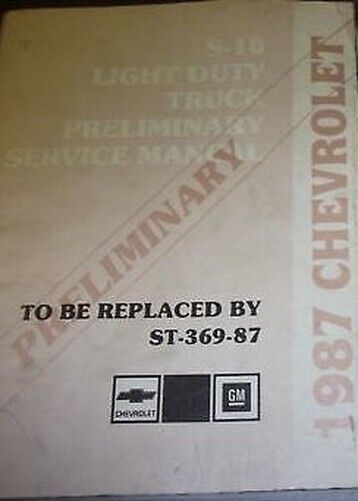 S-10
LIGHT DUTY
TRUCK
PRELIMINARY
SERVICE MANUAL
PRELIMINARY
1987 CHEVROLET
TO BE REPLACED BY
ST-369-87
CHEVROLET
GM